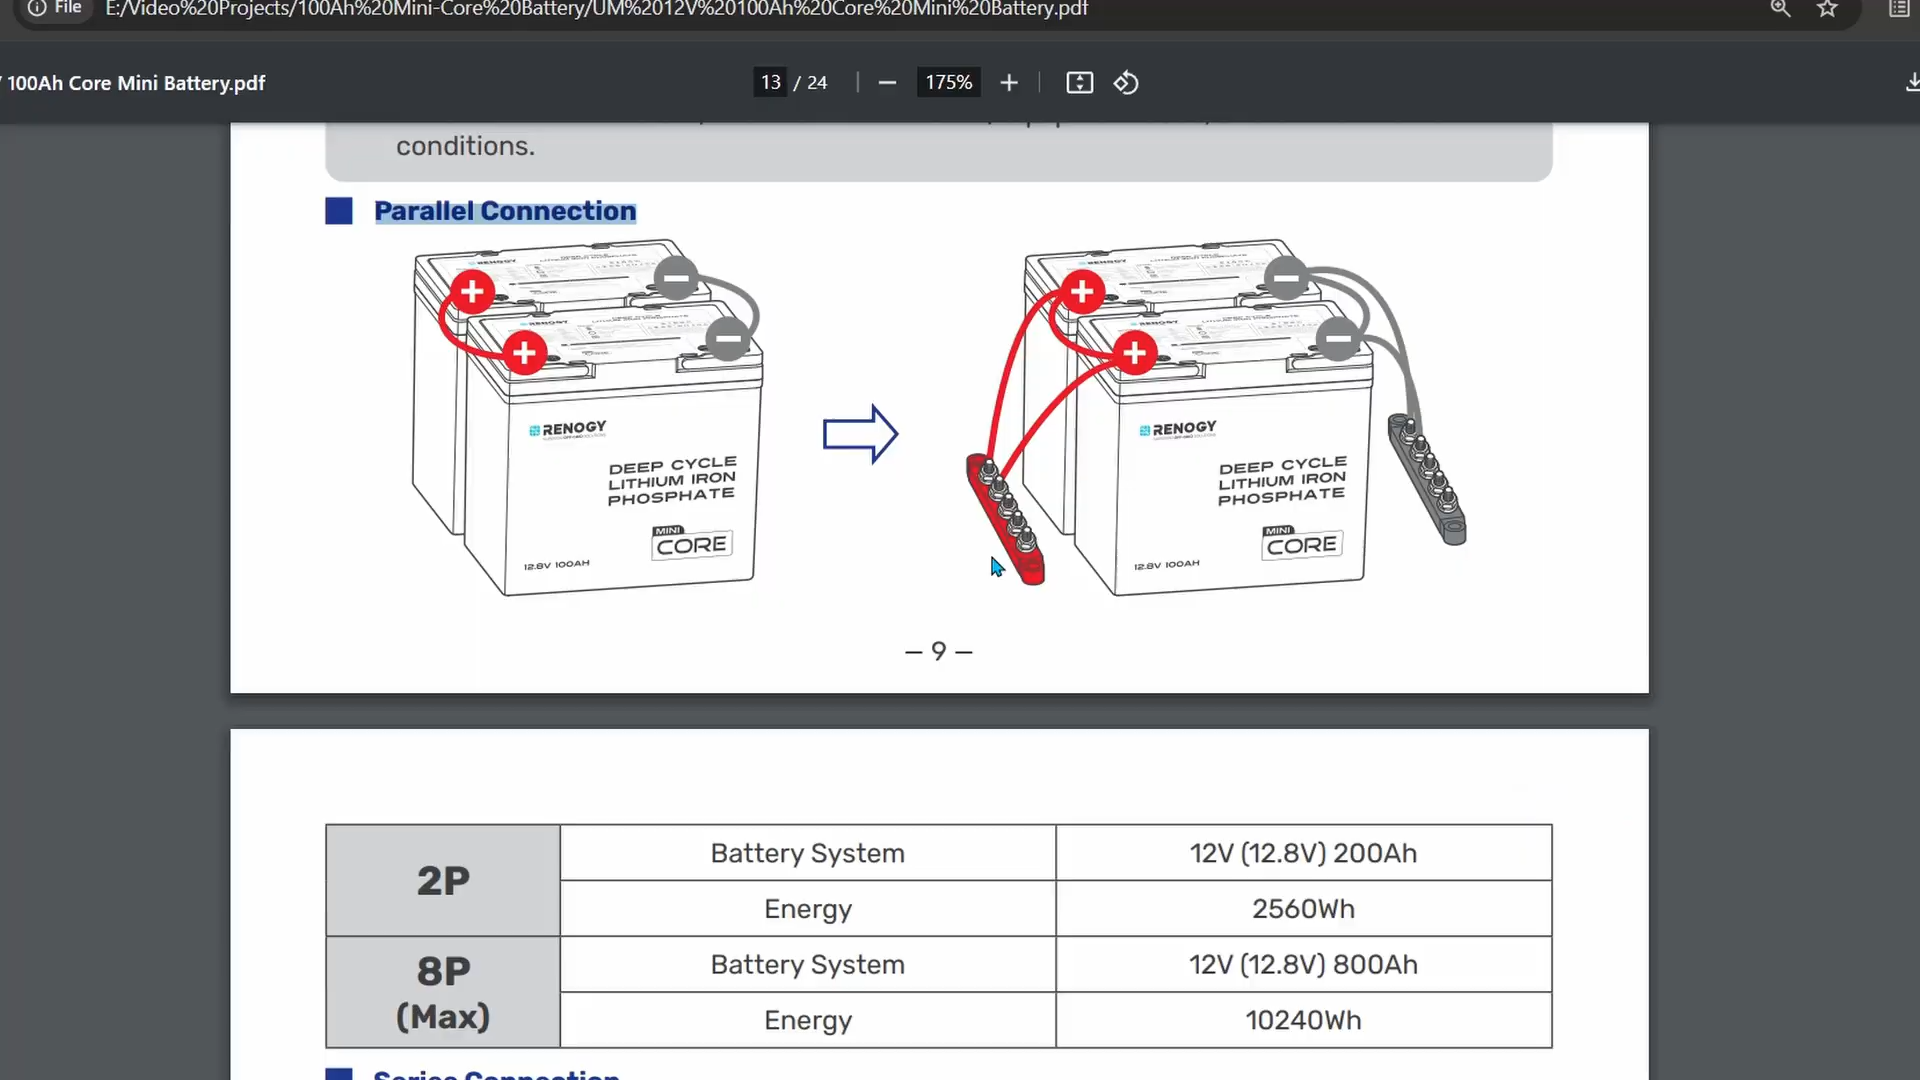 File
E:/Video%20Projects/100Ah%20Mini-Core%20Battery/UM%2012V%20100Ah%20Core%20Mini%20Battery.pdf
100Ah Core Mini Battery.pdf
13 / 24
175%
conditions.
Parallel Connection
RENOGY
DEEP CYCLE
LITHIUM IRON
PHOSPHATE
MINI
CORE
12.8V 100AH
RENOGY
DEEP CYCLE
LITHIUM IRON
PHOSPHATE
MINI
CORE
12.8V 100AH
— 9 —
2P
Battery System
12V (12.8V) 200Ah
Energy
2560Wh
8P
(Max)
Battery System
12V (12.8V) 800Ah
Energy
10240Wh
Series Connection